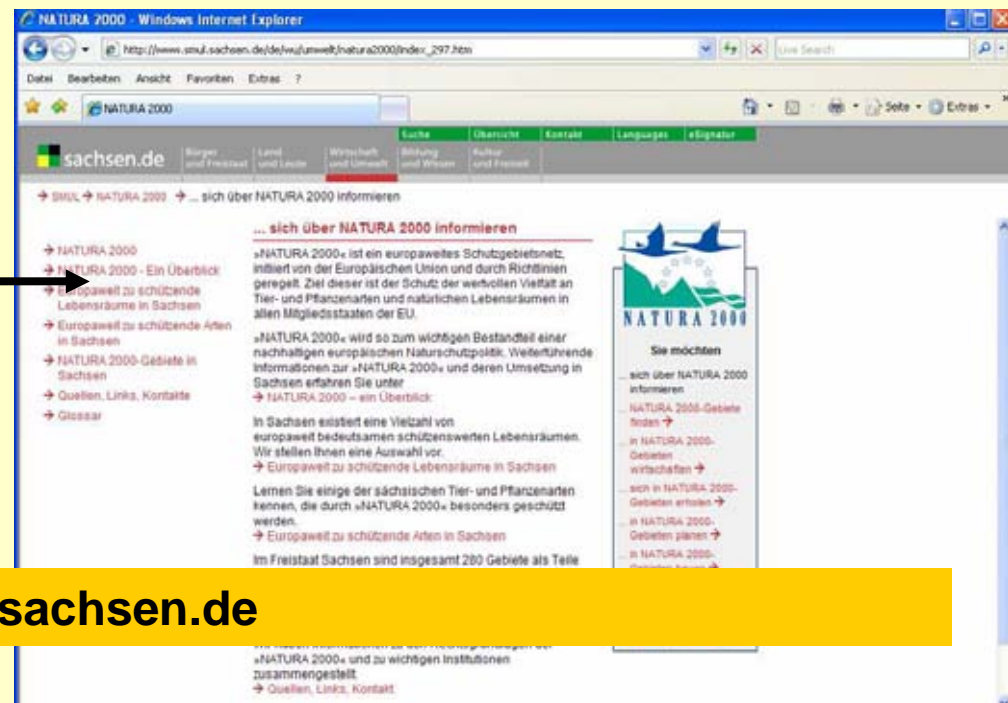 NATURA 2000 - Windows Internet Explorer
http://www.smul.sachsen.de/de/wu/umwelt/natura2000/index_297.htm
Live Search
Datei Bearbeiten Ansicht Favoriten Extras ?
NATURA 2000
Seite Extras
Suche Übersicht Kontakt Languages eSignatur
sachsen.de
Bürger und Freistaat
Land und Leute
Wirtschaft und Umwelt
Bildung und Wissen
Kultur und Freizeit
→ SMUL → NATURA 2000 → ... sich über NATURA 2000 informieren
→ NATURA 2000
→ NATURA 2000 - Ein Überblick
→ Europaweit zu schützende
Lebensräume in Sachsen
→ Europaweit zu schützende Arten
in Sachsen
→ NATURA 2000-Gebiete in
Sachsen
→ Quellen, Links, Kontakte
→ Glossar
... sich über NATURA 2000 informieren
»NATURA 2000« ist ein europaweites Schutzgebietsnetz,
initiiert von der Europäischen Union und durch Richtlinien
geregelt. Ziel dieser ist der Schutz der wertvollen Vielfalt an
Tier- und Pflanzenarten und natürlichen Lebensräumen in
allen Mitgliedsstaaten der EU.
»NATURA 2000« wird so zum wichtigen Bestandteil einer
nachhaltigen europäischen Naturschutzpolitik. Weiterführende
Informationen zur »NATURA 2000« und deren Umsetzung in
Sachsen erfahren Sie unter
→ NATURA 2000 – ein Überblick
In Sachsen existiert eine Vielzahl von
europaweit bedeutsamen schützenswerten Lebensräumen.
Wir stellen Ihnen eine Auswahl vor.
→ Europaweit zu schützende Lebensräume in Sachsen
Lernen Sie einige der sächsischen Tier- und Pflanzenarten
kennen, die durch »NATURA 2000« besonders geschützt
werden.
→ Europaweit zu schützende Arten in Sachsen
Im Freistaat Sachsen sind insgesamt 280 Gebiete als Teile
»NATURA 2000« und zu wichtigen Institutionen
zusammengestellt.
→ Quellen, Links, Kontakt
NATURA 2000
Sie möchten
... sich über NATURA 2000
informieren
... NATURA 2000-Gebiete
finden →
... in NATURA 2000-
Gebieten
wirtschaften →
... sich in NATURA 2000-
Gebieten erholen →
... in NATURA 2000-
Gebieten planen →
... in NATURA 2000-
sachsen.de